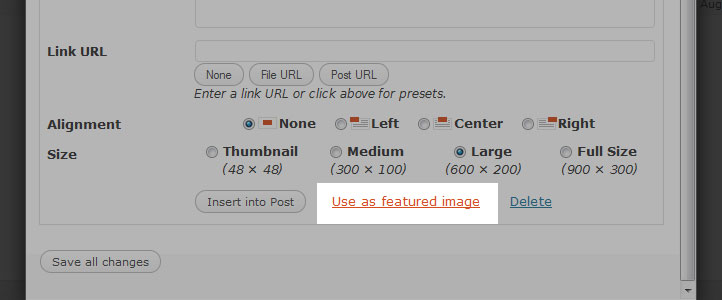 Aug
Link URL
None File URL Post URL
Enter a link URL or click above for presets.
Alignment None Left Center Right
Size Thumbnail Medium Large Full Size
(48 × 48) (300 × 100) (600 × 200) (900 × 300)
Insert into Post Use as featured image Delete
Save all changes